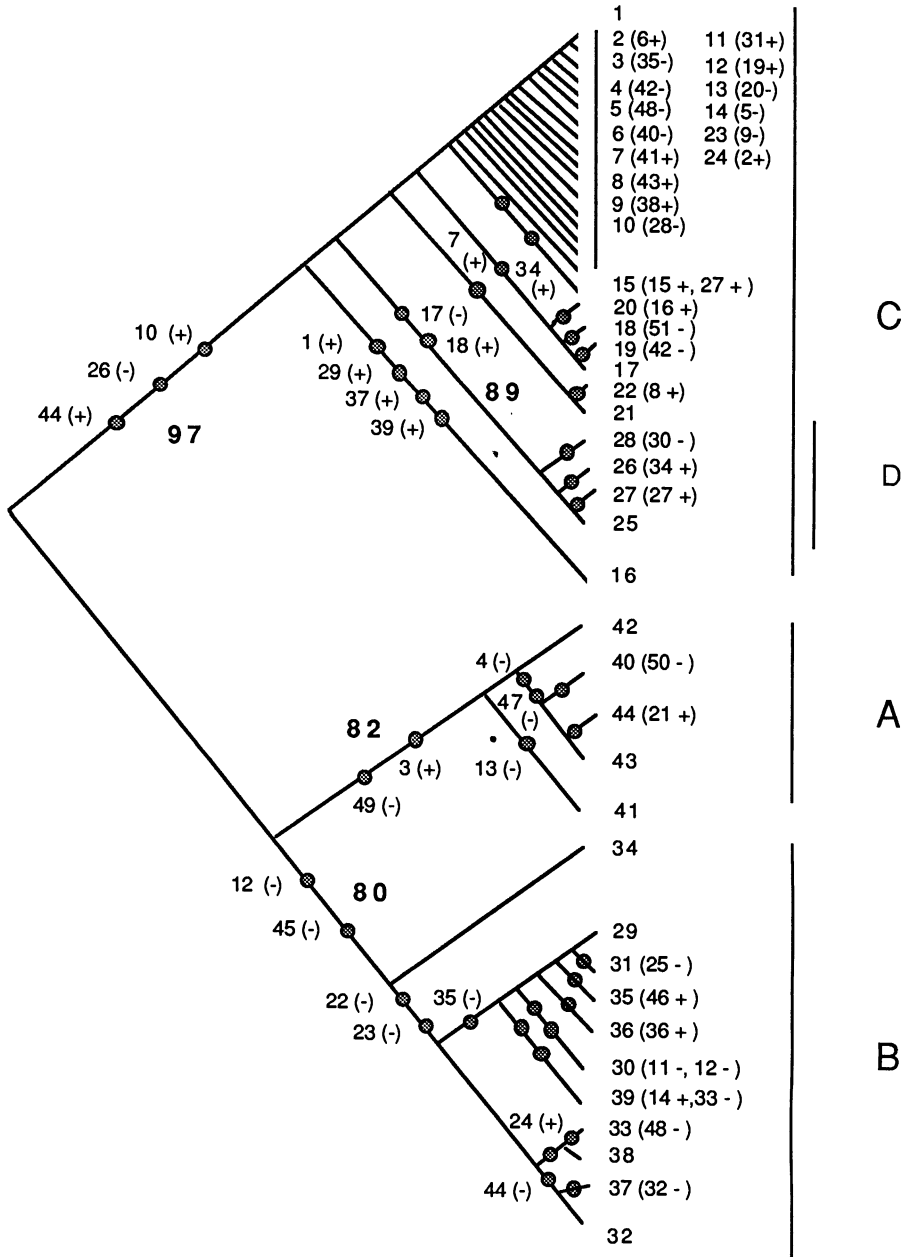 1
2 (6+) 11 (31+)
3 (35-) 12 (19+)
4 (42-) 13 (20-)
5 (48-) 14 (5-)
6 (40-) 23 (9-)
7 (41+) 24 (2+)
8 (43+)
9 (38+)
10 (28-)
7 (+)
34 (+)
15 (15 +, 27 + )
20 (16 +)
18 (51 - )
19 (42 - )
17
22 (8 +)
21
C
10 (+)
26 (-)
44 (+)
97
17 (-)
18 (+)
1 (+)
29 (+)
37 (+)
39 (+)
89
28 (30 - )
26 (34 +)
27 (27 +)
25
D
16
42
4 (-)
40 (50 - )
47 (-)
44 (21 +)
A
82
3 (+)
13 (-)
43
49 (-)
41
34
12 (-)
80
45 (-)
29
31 (25 - )
22 (-)
35 (-)
35 (46 + )
23 (-)
36 (36 + )
B
30 (11 -, 12 - )
39 (14 +,33 - )
24 (+)
33 (48 - )
38
44 (-)
37 (32 - )
32